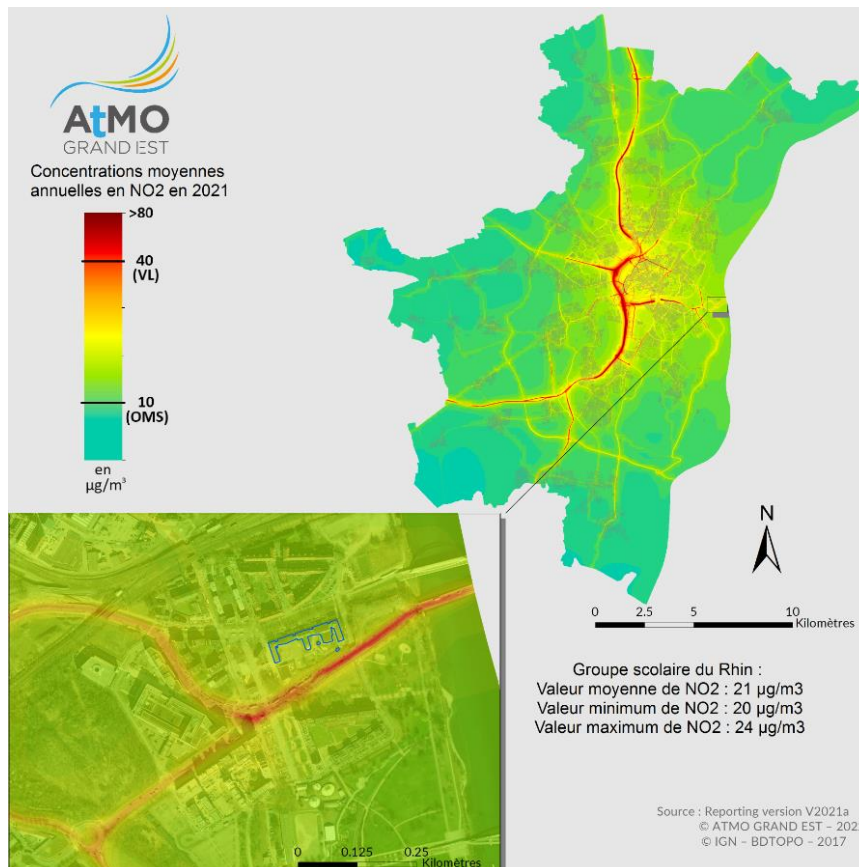 AtMO
GRAND EST
Concentrations moyennes
annuelles en NO2 en 2021
>80
40
(VL)
10
(OMS)
en
µg/m³
N
0 2.5 5 10
Kilomètres
Groupe scolaire du Rhin :
Valeur moyenne de NO2 : 21 µg/m3
Valeur minimum de NO2 : 20 µg/m3
Valeur maximum de NO2 : 24 µg/m3
0 0.125 0.25
Kilomètres
Source : Reporting version V2021a
© ATMO GRAND EST – 202
© IGN – BDTOPO – 2017